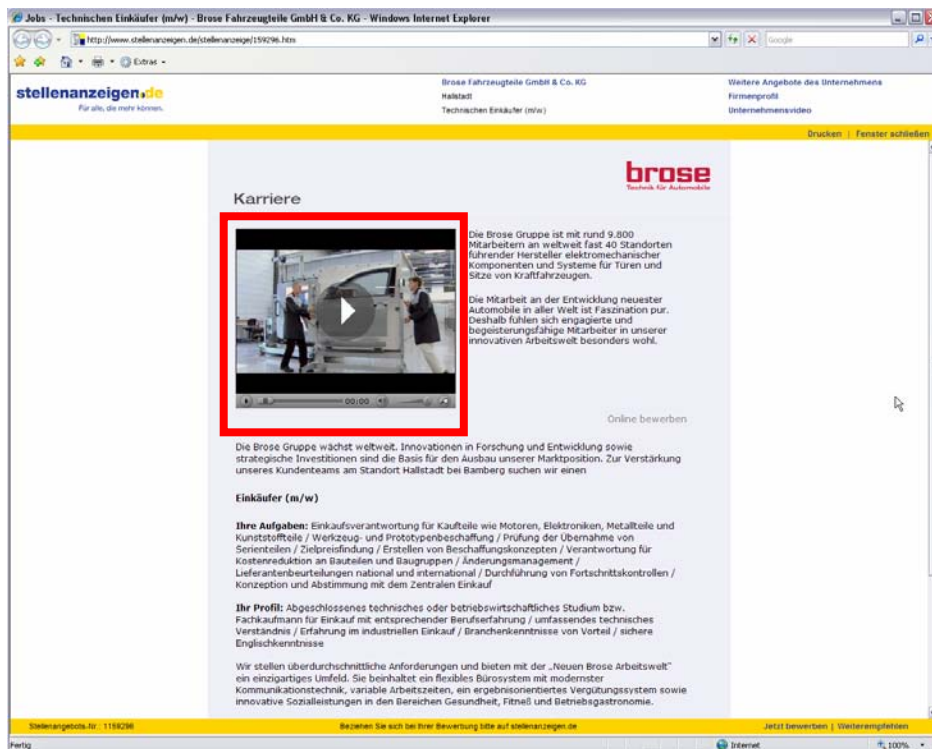 Jobs - Technischen Einkäufer (m/w) - Brose Fahrzeugteile GmbH & Co. KG - Windows Internet Explorer
http://www.stellenanzeigen.de/stellenanzeige/159296.htm
Google
Extras
stellenanzeigen.de
Für alle, die mehr können.
Brose Fahrzeugteile GmbH & Co. KG
Hallstadt
Technischen Einkäufer (m/w)
Weitere Angebote des Unternehmens
Firmenprofil
Unternehmensvideo
Drucken | Fenster schließen
brose
Technik für Automobile
Karriere
Die Brose Gruppe ist mit rund 9.800
Mitarbeitern an weltweit fast 40 Standorten
führender Hersteller elektromechanischer
Komponenten und Systeme für Türen und
Sitze von Kraftfahrzeugen.
Die Mitarbeit an der Entwicklung neuester
Automobile in aller Welt ist Faszination pur.
Deshalb fühlen sich engagierte und
begeisterungsfähige Mitarbeiter in unserer
innovativen Arbeitswelt besonders wohl.
00:00
Online bewerben
Die Brose Gruppe wächst weltweit. Innovationen in Forschung und Entwicklung sowie
strategische Investitionen sind die Basis für den Ausbau unserer Marktposition. Zur Verstärkung
unseres Kundenteams am Standort Hallstadt bei Bamberg suchen wir einen
Einkäufer (m/w)
Ihre Aufgaben: Einkaufsverantwortung für Kaufteile wie Motoren, Elektroniken, Metallteile und
Kunststoffteile / Werkzeug- und Prototypenbeschaffung / Prüfung der Übernahme von
Serienteilen / Zielpreisfindung / Erstellen von Beschaffungskonzepten / Verantwortung für
Kostenreduktion an Bauteilen und Baugruppen / Änderungsmanagement /
Lieferantenbeurteilungen national und international / Durchführung von Fortschrittskontrollen /
Konzeption und Abstimmung mit dem Zentralen Einkauf
Ihr Profil: Abgeschlossenes technisches oder betriebswirtschaftliches Studium bzw.
Fachkaufmann für Einkauf mit entsprechender Berufserfahrung / umfassendes technisches
Verständnis / Erfahrung im industriellen Einkauf / Branchenkenntnisse von Vorteil / sichere
Englischkenntnisse
Wir stellen überdurchschnittliche Anforderungen und bieten mit der „Neuen Brose Arbeitswelt"
ein einzigartiges Umfeld. Sie beinhaltet ein flexibles Bürosystem mit modernster
Kommunikationstechnik, variable Arbeitszeiten, ein ergebnisorientiertes Vergütungssystem sowie
innovative Sozialleistungen in den Bereichen Gesundheit, Fitneß und Betriebsgastronomie.
Stellenangebots-Nr.: 1159296
Beziehen Sie sich bei Ihrer Bewerbung bitte auf stellenanzeigen.de
Jetzt bewerben | Weiterempfehlen
Fertig
Internet
100%